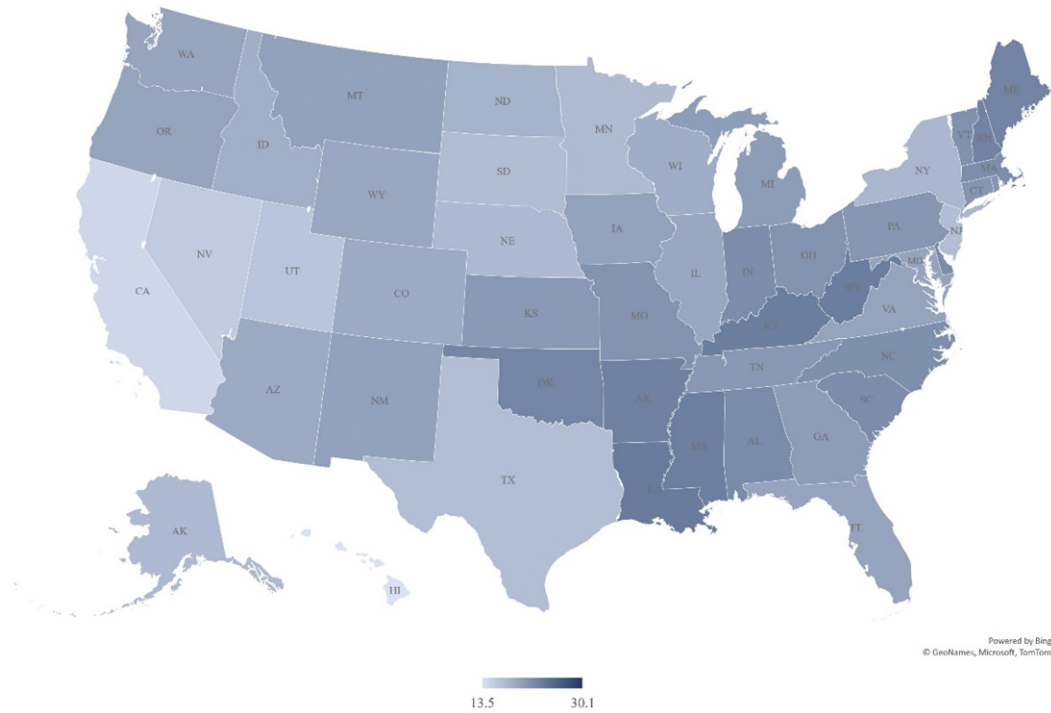 WA
MT
ND
MN
OR
ID
SD
WI
MI
WY
NE
IA
NY
VT
NH
ME
MA
CT
PA
NJ
NV
UT
CO
KS
MO
IL
IN
OH
MD
WV
VA
KY
CA
AZ
NM
OK
AR
TN
NC
SC
MS
AL
GA
LA
TX
FL
AK
HI
Powered by Bing
© GeoNames, Microsoft, TomTom
13.5
30.1